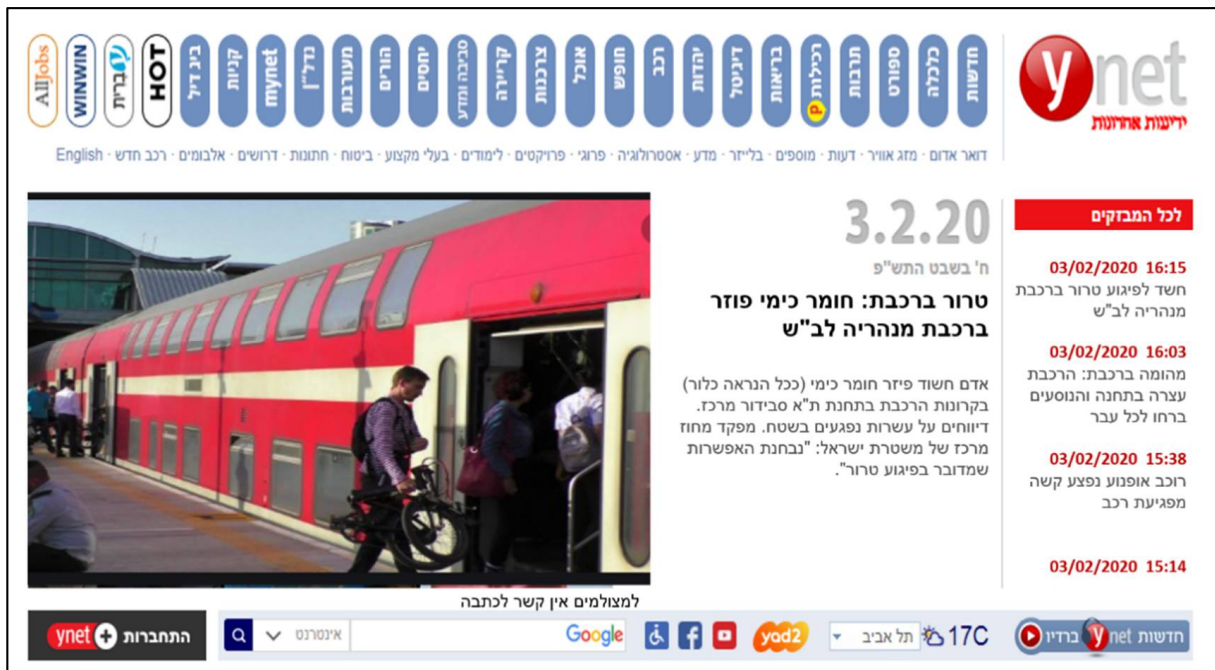 ynet
ידיעות אחרונות
חדשות
כלכלה
ספורט
תרבות
רכילות
בריאות
דיגיטל
יהדות
רכב
חופש
אוכל
צרכנות
קריירה
סביבה ומדע
יחסים
הורים
מעורבות
נדל"ן
mynet
קניות
ביג דיל
HOT
עברית
WINWIN
AllJobs
דואר אדום · מזג אוויר · דעות · מוספים · בלייזר · מדע · אסטרולוגיה · פרוגי · פרויקטים · לימודים · בעלי מקצוע · ביטוח · חתונות · דרושים · אלבומים · רכב חדש · English
לכל המבזקים
03/02/2020 16:15
חשד לפיגוע טרור ברכבת
מנהריה לב"ש
03/02/2020 16:03
מהומה ברכבת: הרכבת
עצרה בתחנה והנוסעים
ברחו לכל עבר
03/02/2020 15:38
רוכב אופנוע נפצע קשה
מפגיעת רכב
03/02/2020 15:14
3.2.20
ח' בשבט התש"פ
טרור ברכבת: חומר כימי פוזר
ברכבת מנהריה לב"ש
אדם חשוד פיזר חומר כימי (ככל הנראה כלור)
בקרונות הרכבת בתחנת ת"א סבידור מרכז.
דיווחים על עשרות נפגעים בשטח. מפקד מחוז
מרכז של משטרת ישראל: "נבחנת האפשרות
שמדובר בפיגוע טרור".
למצולמים אין קשר לכתבה
חדשות ynet ברדיו
17C
תל אביב
yad2
Google
אינטרנט
התחברות ynet